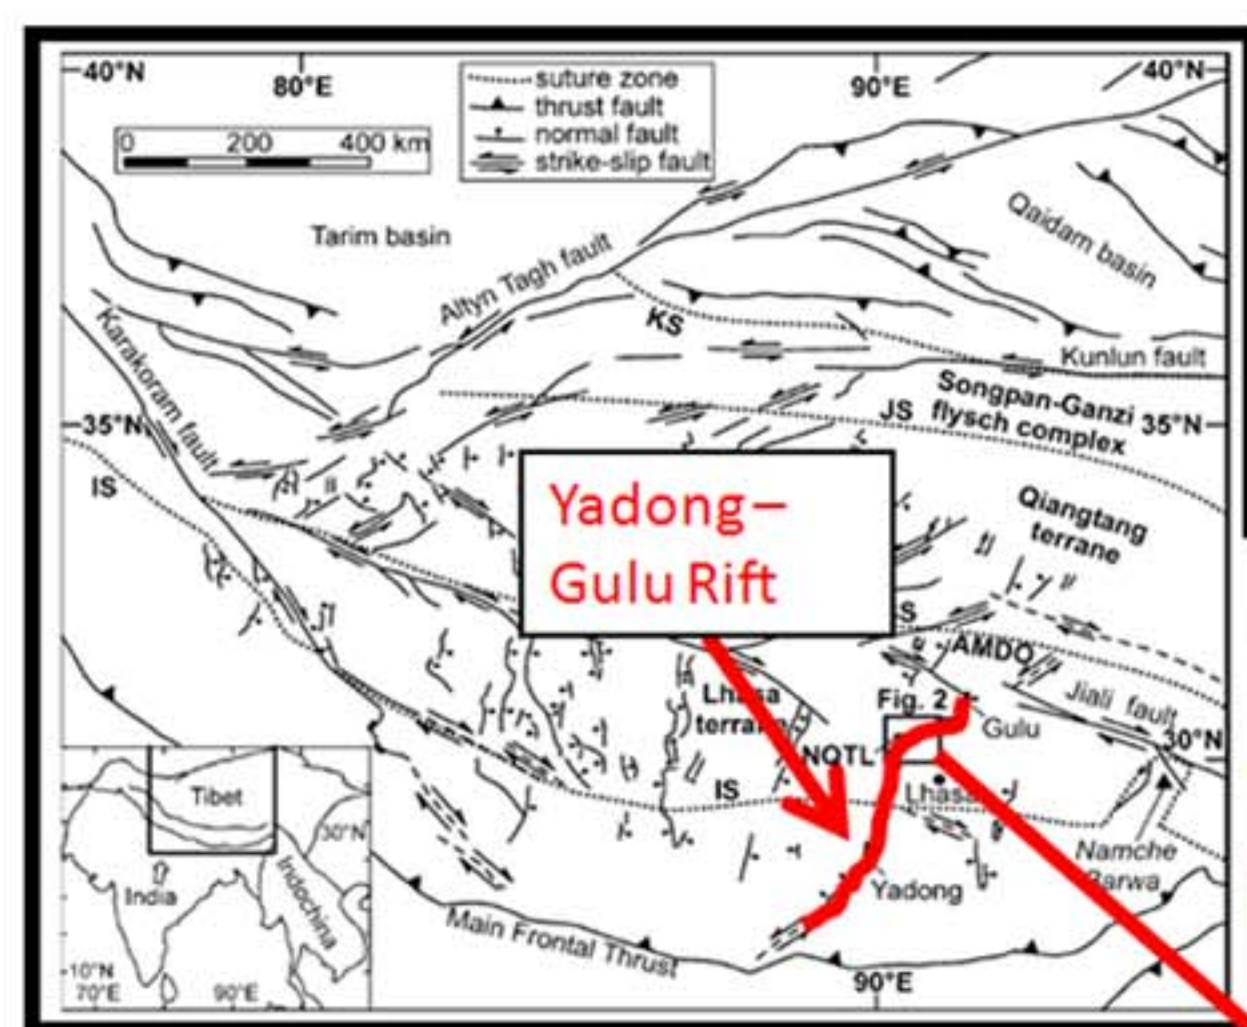 40°N
80°E
suture zone
thrust fault
normal fault
strike-slip fault
90°E
40°N
0 200 400 km
Tarim basin
Altyn Tagh fault
Qaidam basin
KS
Kunlun fault
Karakoram fault
35°N
IS
Songpan-Ganzi
flysch complex
JS
35°N
Yadong –
Gulu Rift
Qiangtang
terrane
S
AMDO
Jiali fault
Lhasa
terrane
Fig. 2
Gulu
30°N
NQTL
IS
Lhasa
Namche
Barwa
Yadong
Main Frontal Thrust
90°E
Tibet
30°N
India
Indochina
10°N
70°E
90°E